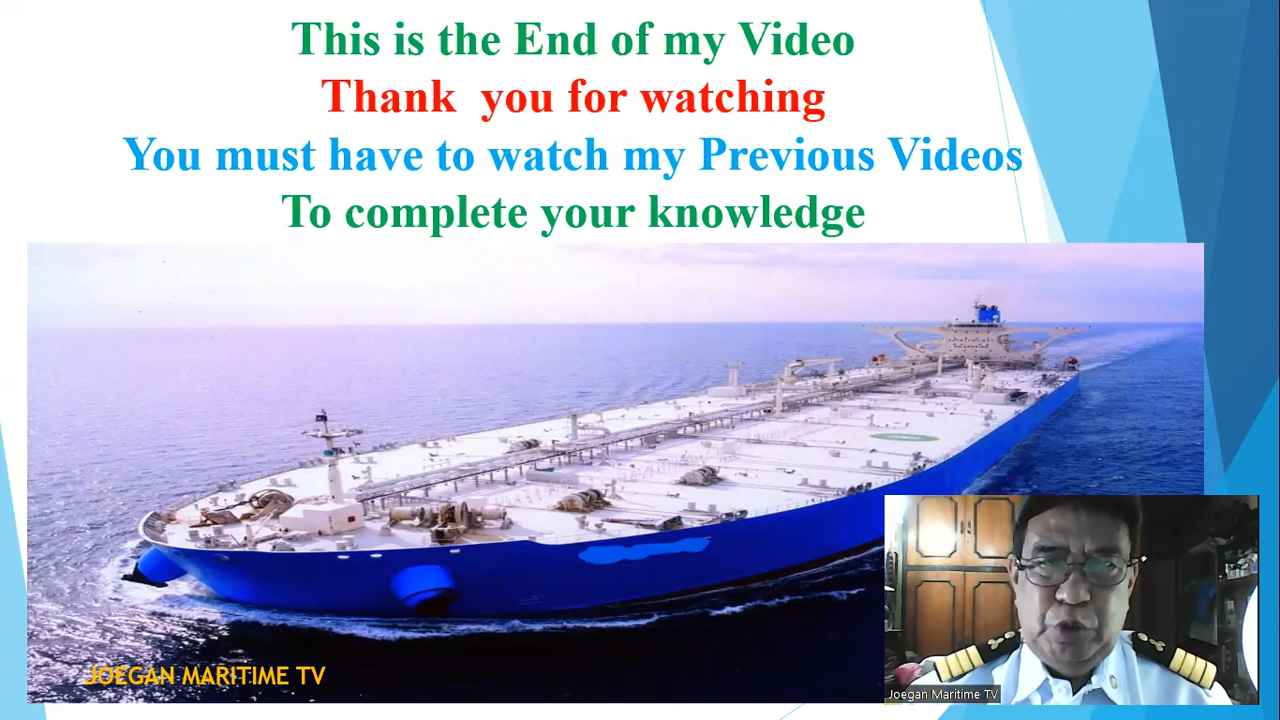 This is the End of my Video
Thank you for watching
You must have to watch my Previous Videos
To complete your knowledge
JOEGAN MARITIME TV
Joegan Maritime TV